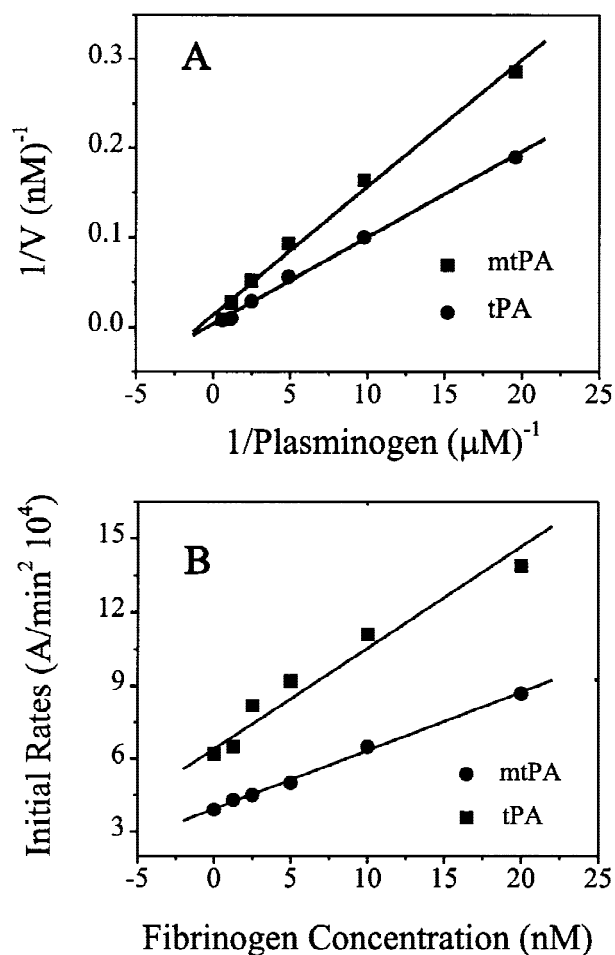 A
0.3
0.2
0.1
0.0
1/V (nM)⁻¹
mtPA
tPA
-5 0 5 10 15 20 25
1/Plasminogen (μM)⁻¹
B
15
12
9
6
3
Initial Rates (A/min² 10⁴)
mtPA
tPA
-5 0 5 10 15 20 25
Fibrinogen Concentration (nM)